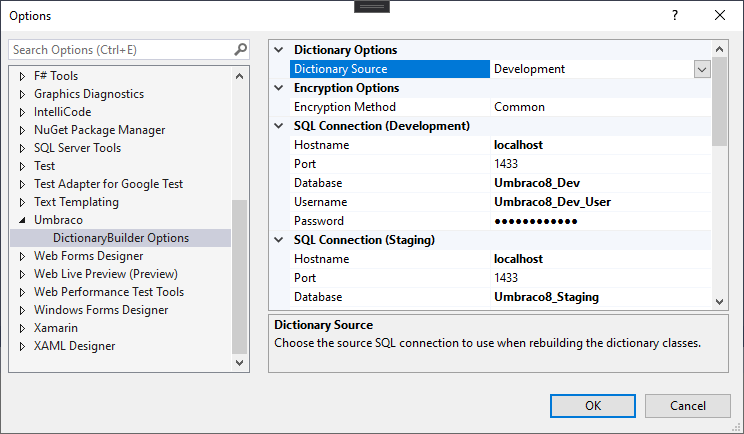 Options
Search Options (Ctrl+E)
F# Tools
Graphics Diagnostics
IntelliCode
NuGet Package Manager
SQL Server Tools
Test
Test Adapter for Google Test
Text Templating
Umbraco
DictionaryBuilder Options
Web Forms Designer
Web Live Preview (Preview)
Web Performance Test Tools
Windows Forms Designer
Xamarin
XAML Designer
Dictionary Options
Dictionary Source Development
Encryption Options
Encryption Method Common
SQL Connection (Development)
Hostname localhost
Port 1433
Database Umbraco8_Dev
Username Umbraco8_Dev_User
Password ●●●●●●●●●●●●
SQL Connection (Staging)
Hostname localhost
Port 1433
Database Umbraco8_Staging
Dictionary Source
Choose the source SQL connection to use when rebuilding the dictionary classes.
OK Cancel